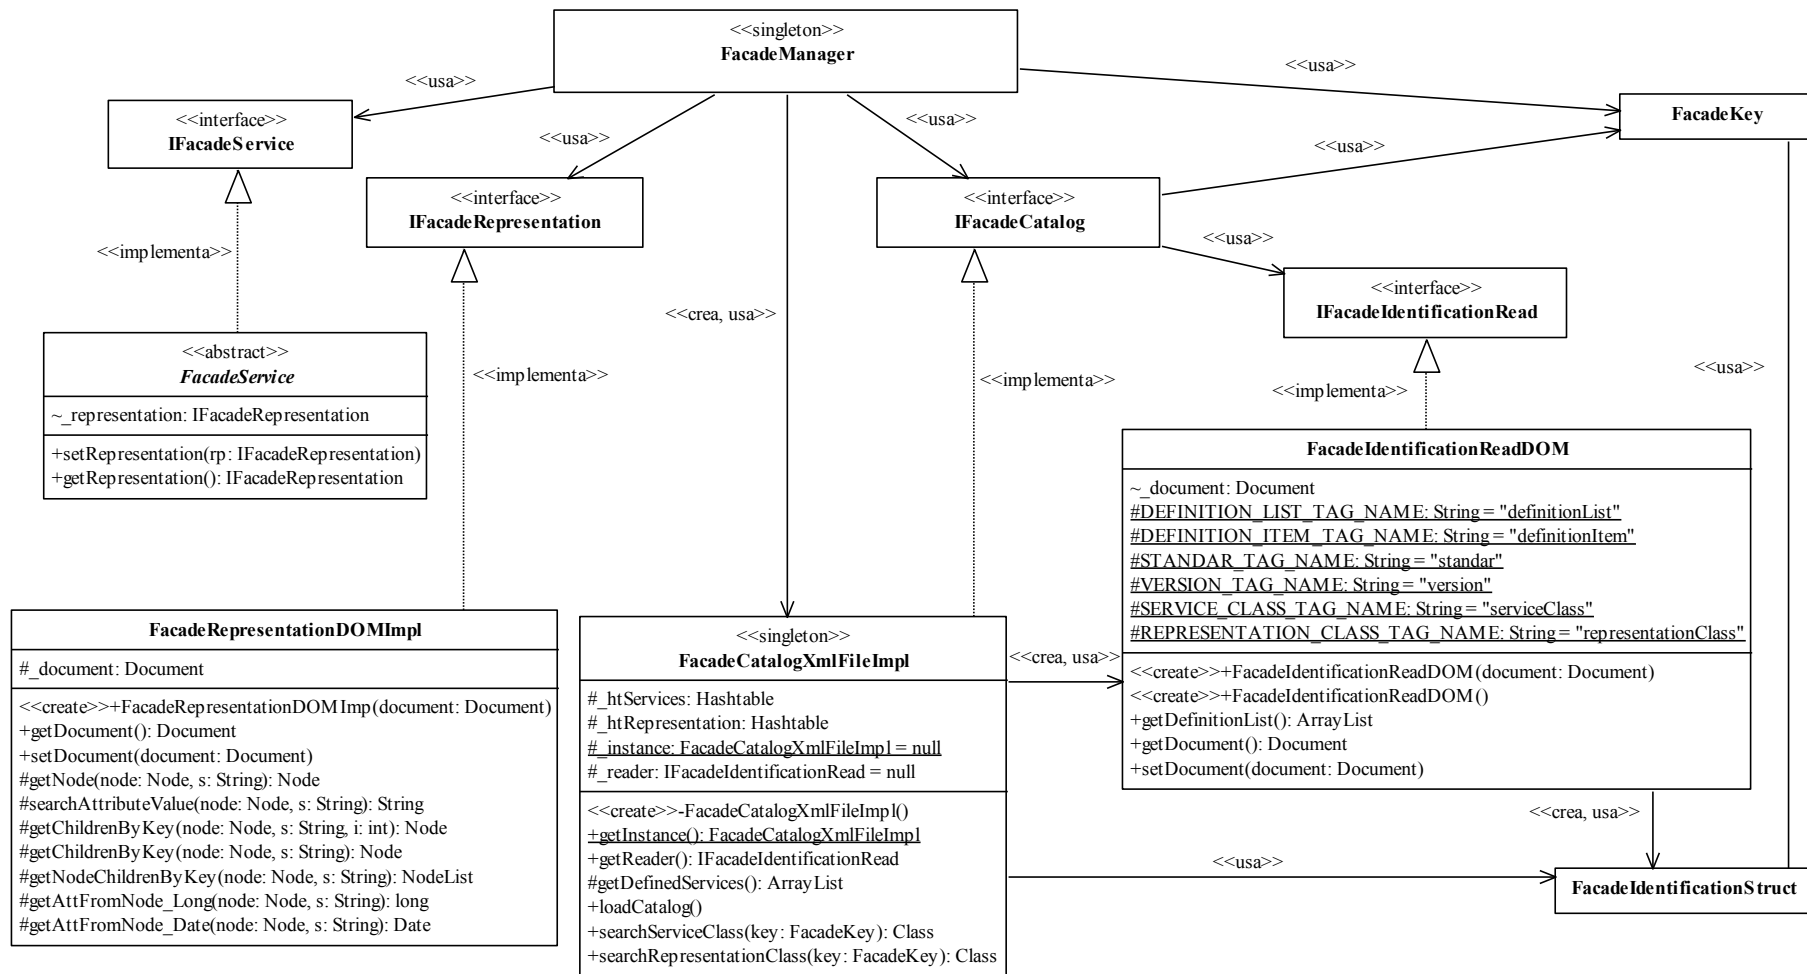 <<singleton>>
FacadeManager
<<usa>>
<<usa>>
<<usa>>
<<usa>>
<<interface>>
IFacadeService
FacadeKey
<<usa>>
<<interface>>
IFacadeRepresentation
<<interface>>
IFacadeCatalog
<<usa>>
<<implementa>>
<<interface>>
IFacadeIdentificationRead
<<crea, usa>>
<<abstract>>
FacadeService
~_representation: IFacadeRepresentation
+setRepresentation(rp: IFacadeRepresentation)
+getRepresentation(): IFacadeRepresentation
<<implementa>>
<<implementa>>
<<implementa>>
<<usa>>
FacadeIdentificationReadDOM
~_document: Document
#DEFINITION_LIST_TAG_NAME: String = "definitionList"
#DEFINITION_ITEM_TAG_NAME: String = "definitionItem"
#STANDAR_TAG_NAME: String = "standar"
#VERSION_TAG_NAME: String = "version"
#SERVICE_CLASS_TAG_NAME: String = "serviceClass"
#REPRESENTATION_CLASS_TAG_NAME: String = "representationClass"
<<create>>+FacadeIdentificationReadDOM(document: Document)
<<create>>+FacadeIdentificationReadDOM()
+getDefinitionList(): ArrayList
+getDocument(): Document
+setDocument(document: Document)
FacadeRepresentationDOMImpl
#_document: Document
<<create>>+FacadeRepresentationDOMImp(document: Document)
+getDocument(): Document
+setDocument(document: Document)
#getNode(node: Node, s: String): Node
#searchAttributeValue(node: Node, s: String): String
#getChildrenByKey(node: Node, s: String, i: int): Node
#getChildrenByKey(node: Node, s: String): Node
#getNodeChildrenByKey(node: Node, s: String): NodeList
#getAttFromNode_Long(node: Node, s: String): long
#getAttFromNode_Date(node: Node, s: String): Date
<<singleton>>
FacadeCatalogXmlFileImpl
#_htServices: Hashtable
#_htRepresentation: Hashtable
#_instance: FacadeCatalogXmlFileImpl = null
#_reader: IFacadeIdentificationRead = null
<<create>>-FacadeCatalogXmlFileImpl()
+getInstance(): FacadeCatalogXmlFileImpl
+getReader(): IFacadeIdentificationRead
#getDefinedServices(): ArrayList
+loadCatalog()
+searchServiceClass(key: FacadeKey): Class
+searchRepresentationClass(key: FacadeKey): Class
<<crea, usa>>
<<crea, usa>>
<<usa>>
FacadeIdentificationStruct